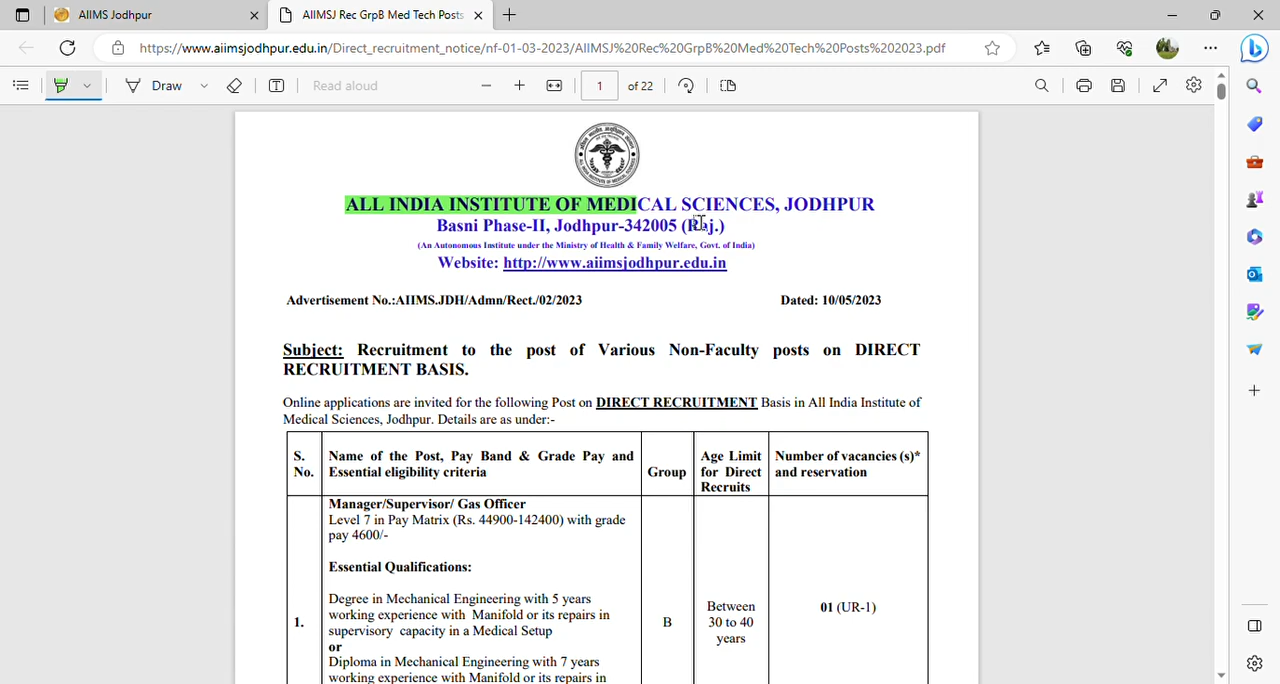 AIIMS Jodhpur
AIIMSJ Rec GrpB Med Tech Posts
https://www.aiimsjodhpur.edu.in/Direct_recruitment_notice/nf-01-03-2023/AIIMSJ%20Rec%20GrpB%20Med%20Tech%20Posts%202023.pdf
Draw
Read aloud
1 of 22
ALL INDIA INSTITUTE OF MEDICAL SCIENCES, JODHPUR
Basni Phase-II, Jodhpur-342005 (Raj.)
(An Autonomous Institute under the Ministry of Health & Family Welfare, Govt. of India)
Website: http://www.aiimsjodhpur.edu.in
Advertisement No.:AIIMS.JDH/Admn/Rect./02/2023 Dated: 10/05/2023
Subject: Recruitment to the post of Various Non-Faculty posts on DIRECT
RECRUITMENT BASIS.
Online applications are invited for the following Post on DIRECT RECRUITMENT Basis in All India Institute of
Medical Sciences, Jodhpur. Details are as under:-
S.
No.
Name of the Post, Pay Band & Grade Pay and
Essential eligibility criteria
Group
Age Limit
for Direct
Recruits
Number of vacancies (s)*
and reservation
1.
Manager/Supervisor/ Gas Officer
Level 7 in Pay Matrix (Rs. 44900-142400) with grade
pay 4600/-
Essential Qualifications:
Degree in Mechanical Engineering with 5 years
working experience with Manifold or its repairs in
supervisory capacity in a Medical Setup
or
Diploma in Mechanical Engineering with 7 years
working experience with Manifold or its repairs in
B
Between
30 to 40
years
01 (UR-1)